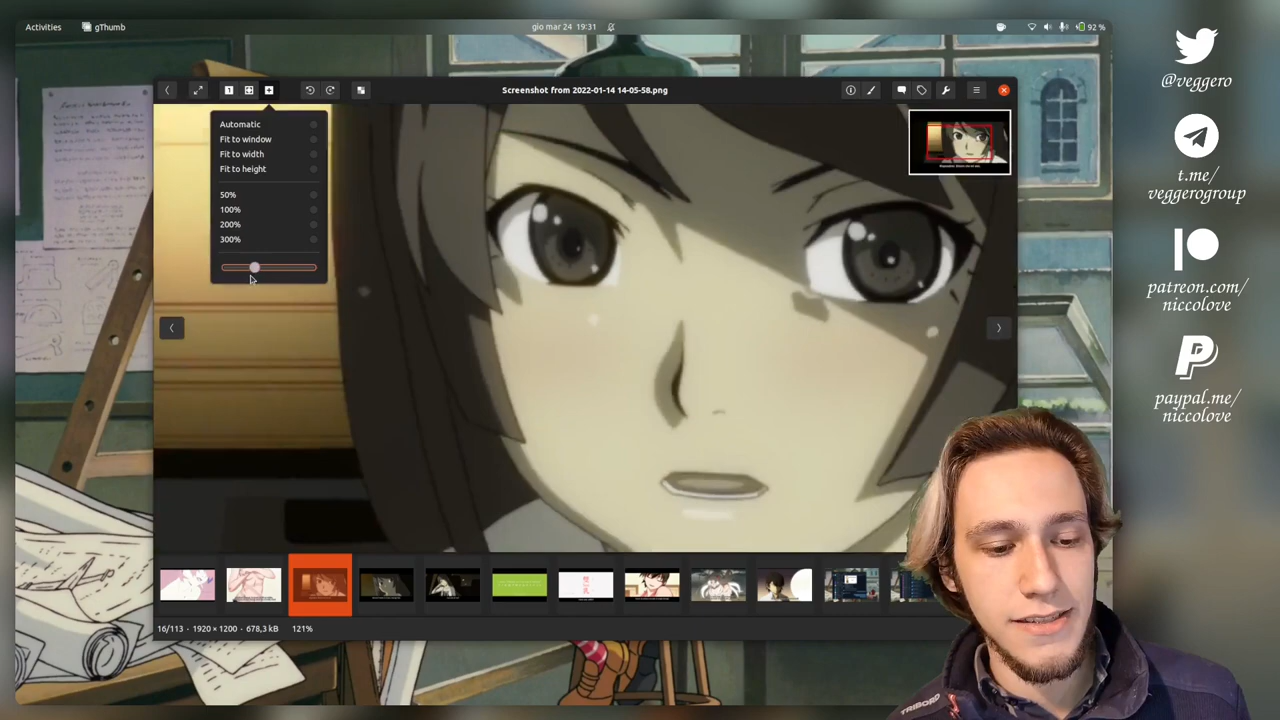 Activities
gThumb
gio mar 24 19:31
92 %
Screenshot from 2022-01-14 14-05-58.png
Automatic
Fit to window
Fit to width
Fit to height
50%
100%
200%
300%
16/113 · 1920 × 1200 · 678,3 kB 121%
@veggero
t.me/
veggerogroup
patreon.com/
niccolove
paypal.me/
niccolove
TRIBORD